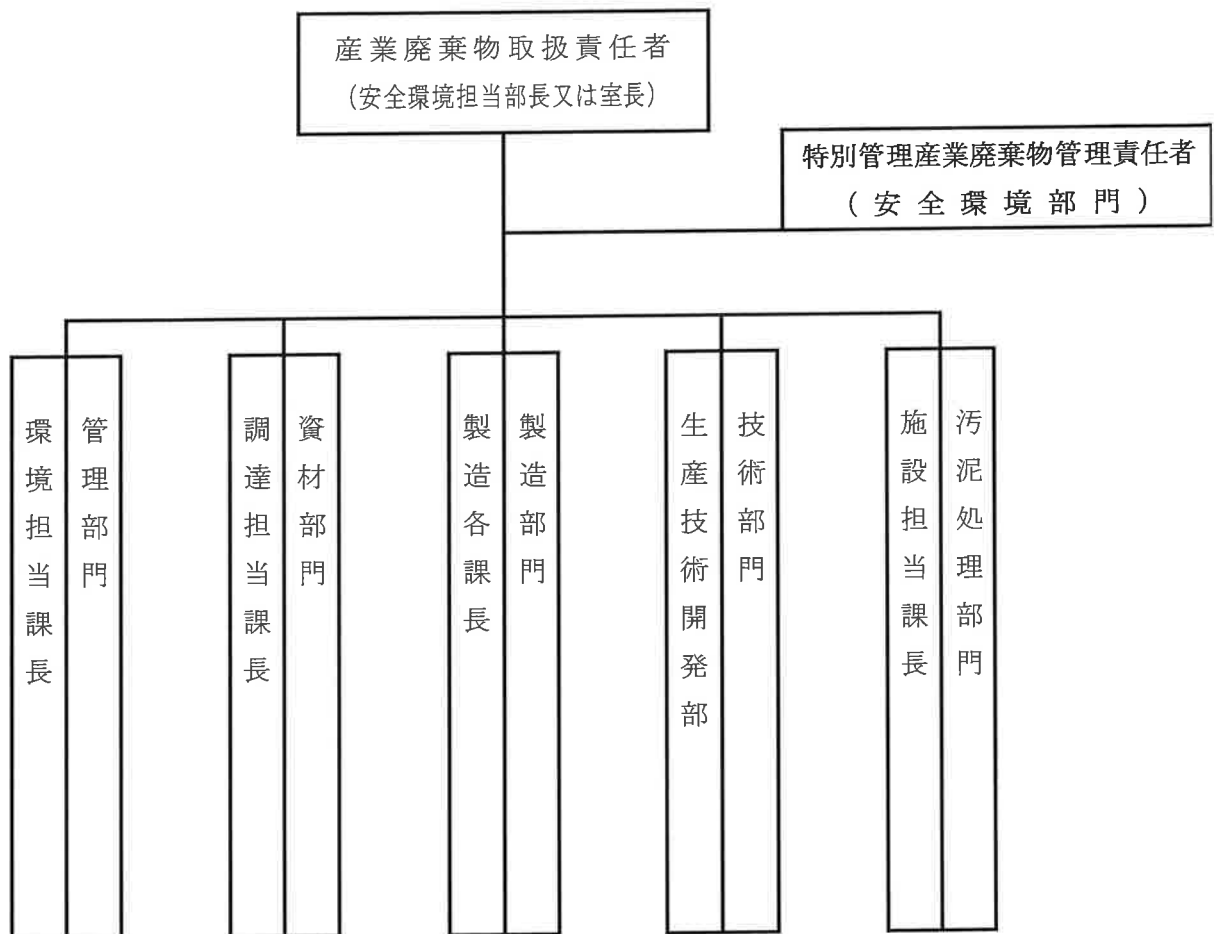 産業廃棄物取扱責任者
(安全環境担当部長又は室長)
特別管理産業廃棄物管理責任者
(安全環境部門)
管理部門
環境担当課長
資材部門
調達担当課長
製造部門
製造各課長
技術部門
生産技術開発部
汚泥処理部門
施設担当課長